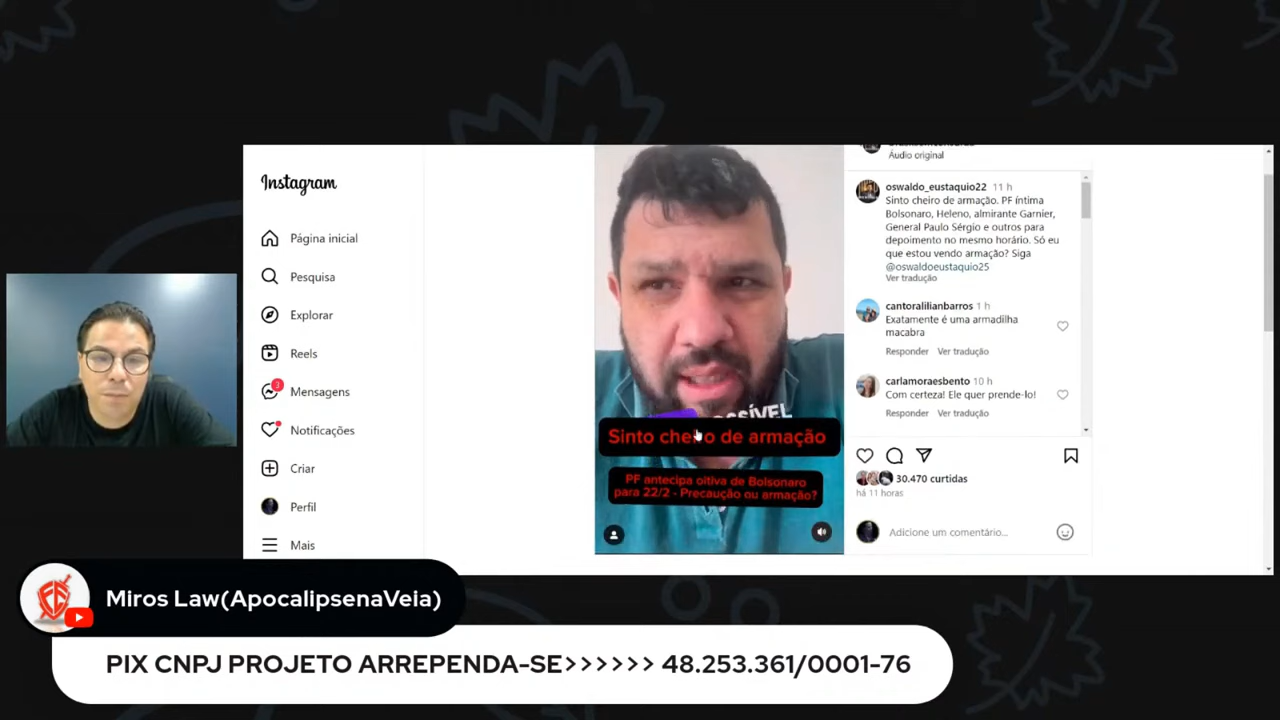 Instagram
Página inicial
Pesquisa
Explorar
Reels
3
Mensagens
Notificações
Criar
Perfil
Mais
Sinto cheiro de armação
PF antecipa oitiva de Bolsonaro
para 22/2 - Precaução ou armação?
Áudio original
oswaldo_eustaquio22 11 h
Sinto cheiro de armação. PF íntima
Bolsonaro, Heleno, almirante Garnier,
General Paulo Sérgio e outros para
depoimento no mesmo horário. Só eu
que estou vendo armação? Siga
@oswaldoeustaquio25
Ver tradução
cantoralilianbarros 1 h
Exatamente é uma armadilha
macabra
Responder Ver tradução
carlamoraesbento 10 h
Com certeza! Ele quer prende-lo!
Responder Ver tradução
30.470 curtidas
há 11 horas
Adicione um comentário...
Miros Law(ApocalipsenaVeia)
PIX CNPJ PROJETO ARREPENDA-SE>>>>>> 48.253.361/0001-76